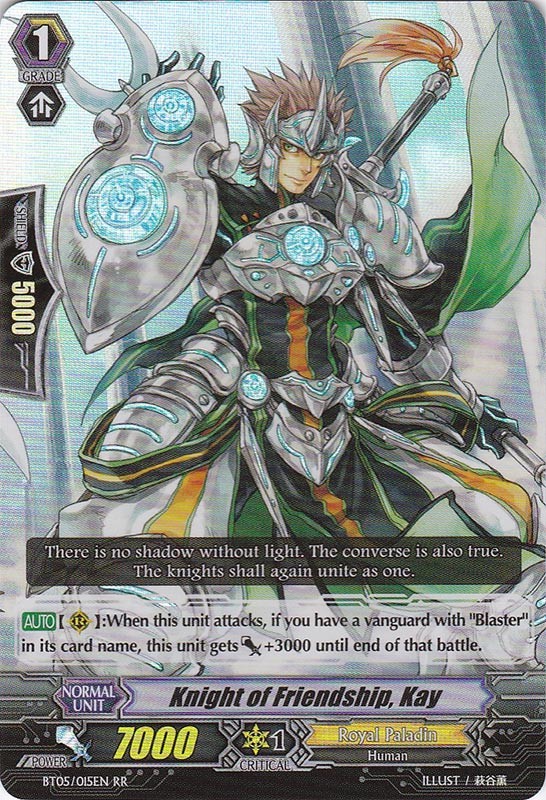 1
GRADE
SHIELD
5000
There is no shadow without light. The converse is also true.
The knights shall again unite as one.
AUTO [ R ]:When this unit attacks, if you have a vanguard with "Blaster"
in its card name, this unit gets +3000 until end of that battle.
NORMAL
UNIT
Knight of Friendship, Kay
POWER
7000
1
CRITICAL
Royal Paladin
Human
BT05/015EN RR
ILLUST / 萩谷薫